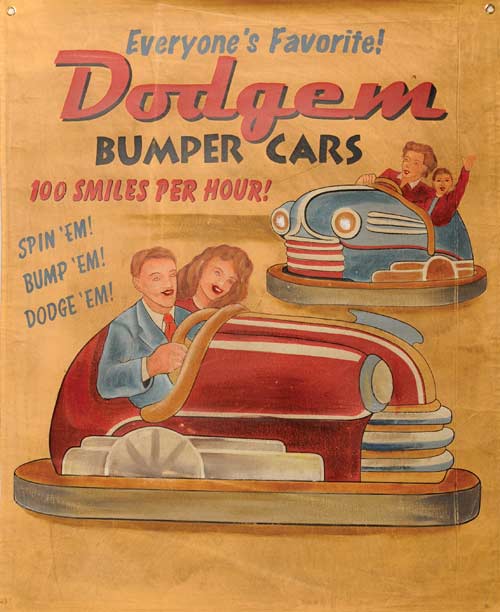 Everyone's Favorite!
Dodgem
BUMPER CARS
100 SMILES PER HOUR!
SPIN 'EM!
BUMP 'EM!
DODGE 'EM!